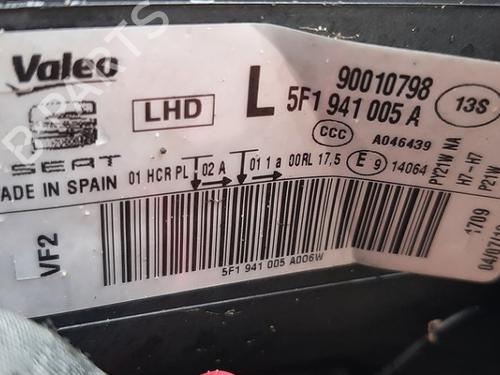 Valeo
SEAT
MADE IN SPAIN
LHD
L
90010798
5F1 941 005 A
13S
CCC
A046439
01 HCR PL 02 A 01 1 a 00RL 17,5
E 9 14064
PY21W NA
H7-H7
P21W
1709
VF2
5F1 941 005 A006W
B PARTS